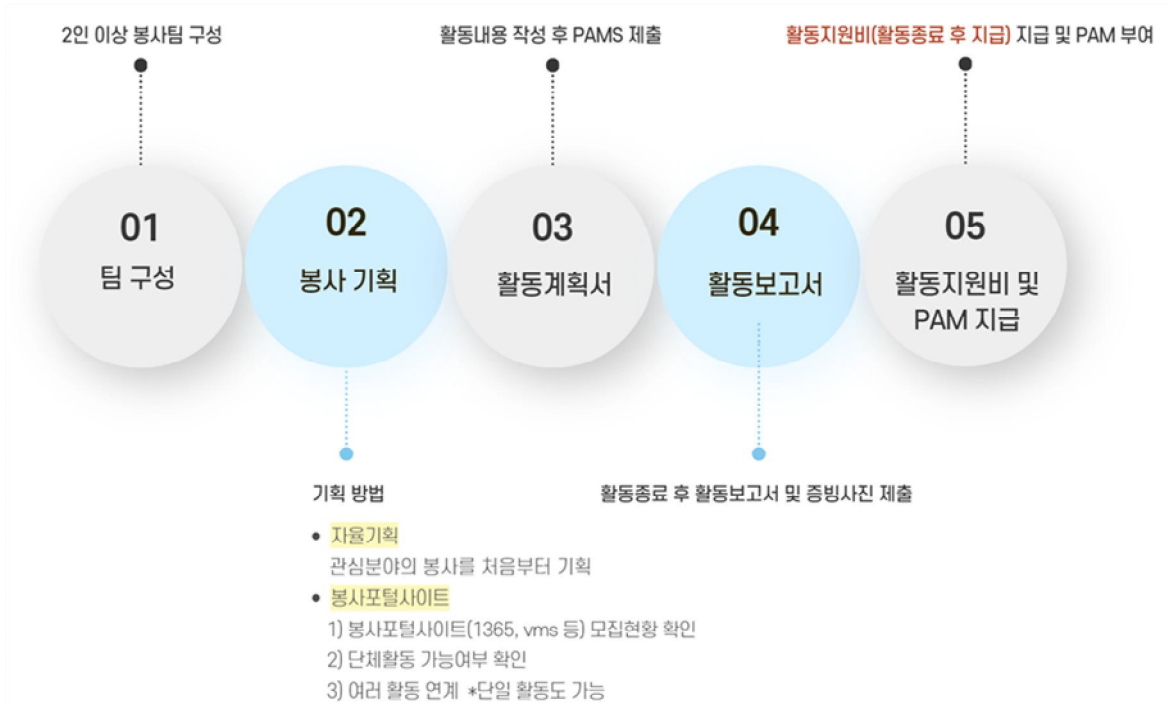 2인 이상 봉사팀 구성
활동내용 작성 후 PAMS 제출
활동지원비(활동종료 후 지급) 지급 및 PAM 부여
01
팀 구성
02
봉사 기획
03
활동계획서
04
활동보고서
05
활동지원비 및
PAM 지급
기획 방법
• 자율기획
관심분야의 봉사를 처음부터 기획
• 봉사포털사이트
1) 봉사포털사이트(1365, vms 등) 모집현황 확인
2) 단체활동 가능여부 확인
3) 여러 활동 연계 *단일 활동도 가능
활동종료 후 활동보고서 및 증빙사진 제출